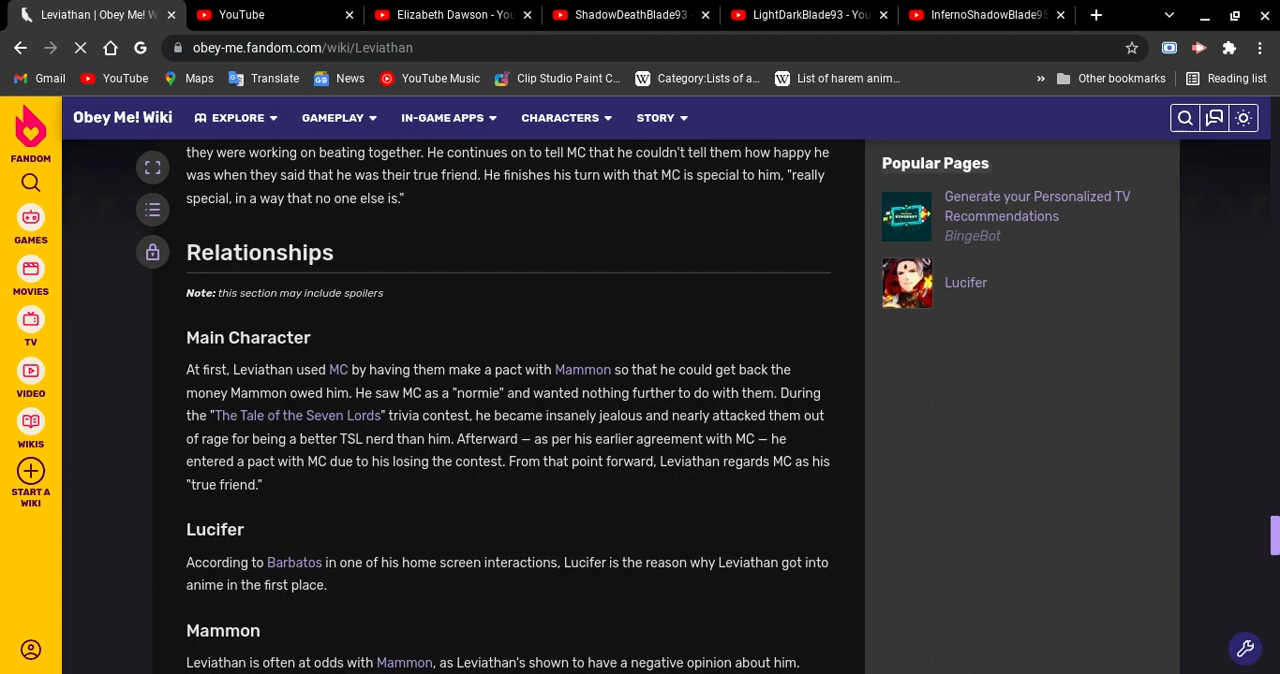 Leviathan | Obey Me! W
YouTube
Elizabeth Dawson - You
ShadowDeathBlade93 -
LightDarkBlade93 - You
InfernoShadowBlade95
obey-me.fandom.com/wiki/Leviathan
Gmail
YouTube
Maps
Translate
News
YouTube Music
Clip Studio Paint C...
Category:Lists of a...
List of harem anim...
»
Other bookmarks
Reading list
Obey Me! Wiki
EXPLORE
GAMEPLAY
IN-GAME APPS
CHARACTERS
STORY
FANDOM
GAMES
MOVIES
TV
VIDEO
WIKIS
START A
WIKI
they were working on beating together. He continues on to tell MC that he couldn't tell them how happy he
was when they said that he was their true friend. He finishes his turn with that MC is special to him, "really
special, in a way that no one else is."
Relationships
Note: this section may include spoilers
Main Character
At first, Leviathan used MC by having them make a pact with Mammon so that he could get back the
money Mammon owed him. He saw MC as a "normie" and wanted nothing further to do with them. During
the "The Tale of the Seven Lords" trivia contest, he became insanely jealous and nearly attacked them out
of rage for being a better TSL nerd than him. Afterward — as per his earlier agreement with MC — he
entered a pact with MC due to his losing the contest. From that point forward, Leviathan regards MC as his
"true friend."
Lucifer
According to Barbatos in one of his home screen interactions, Lucifer is the reason why Leviathan got into
anime in the first place.
Mammon
Leviathan is often at odds with Mammon, as Leviathan's shown to have a negative opinion about him.
Popular Pages
Generate your Personalized TV
Recommendations
BingeBot
Lucifer